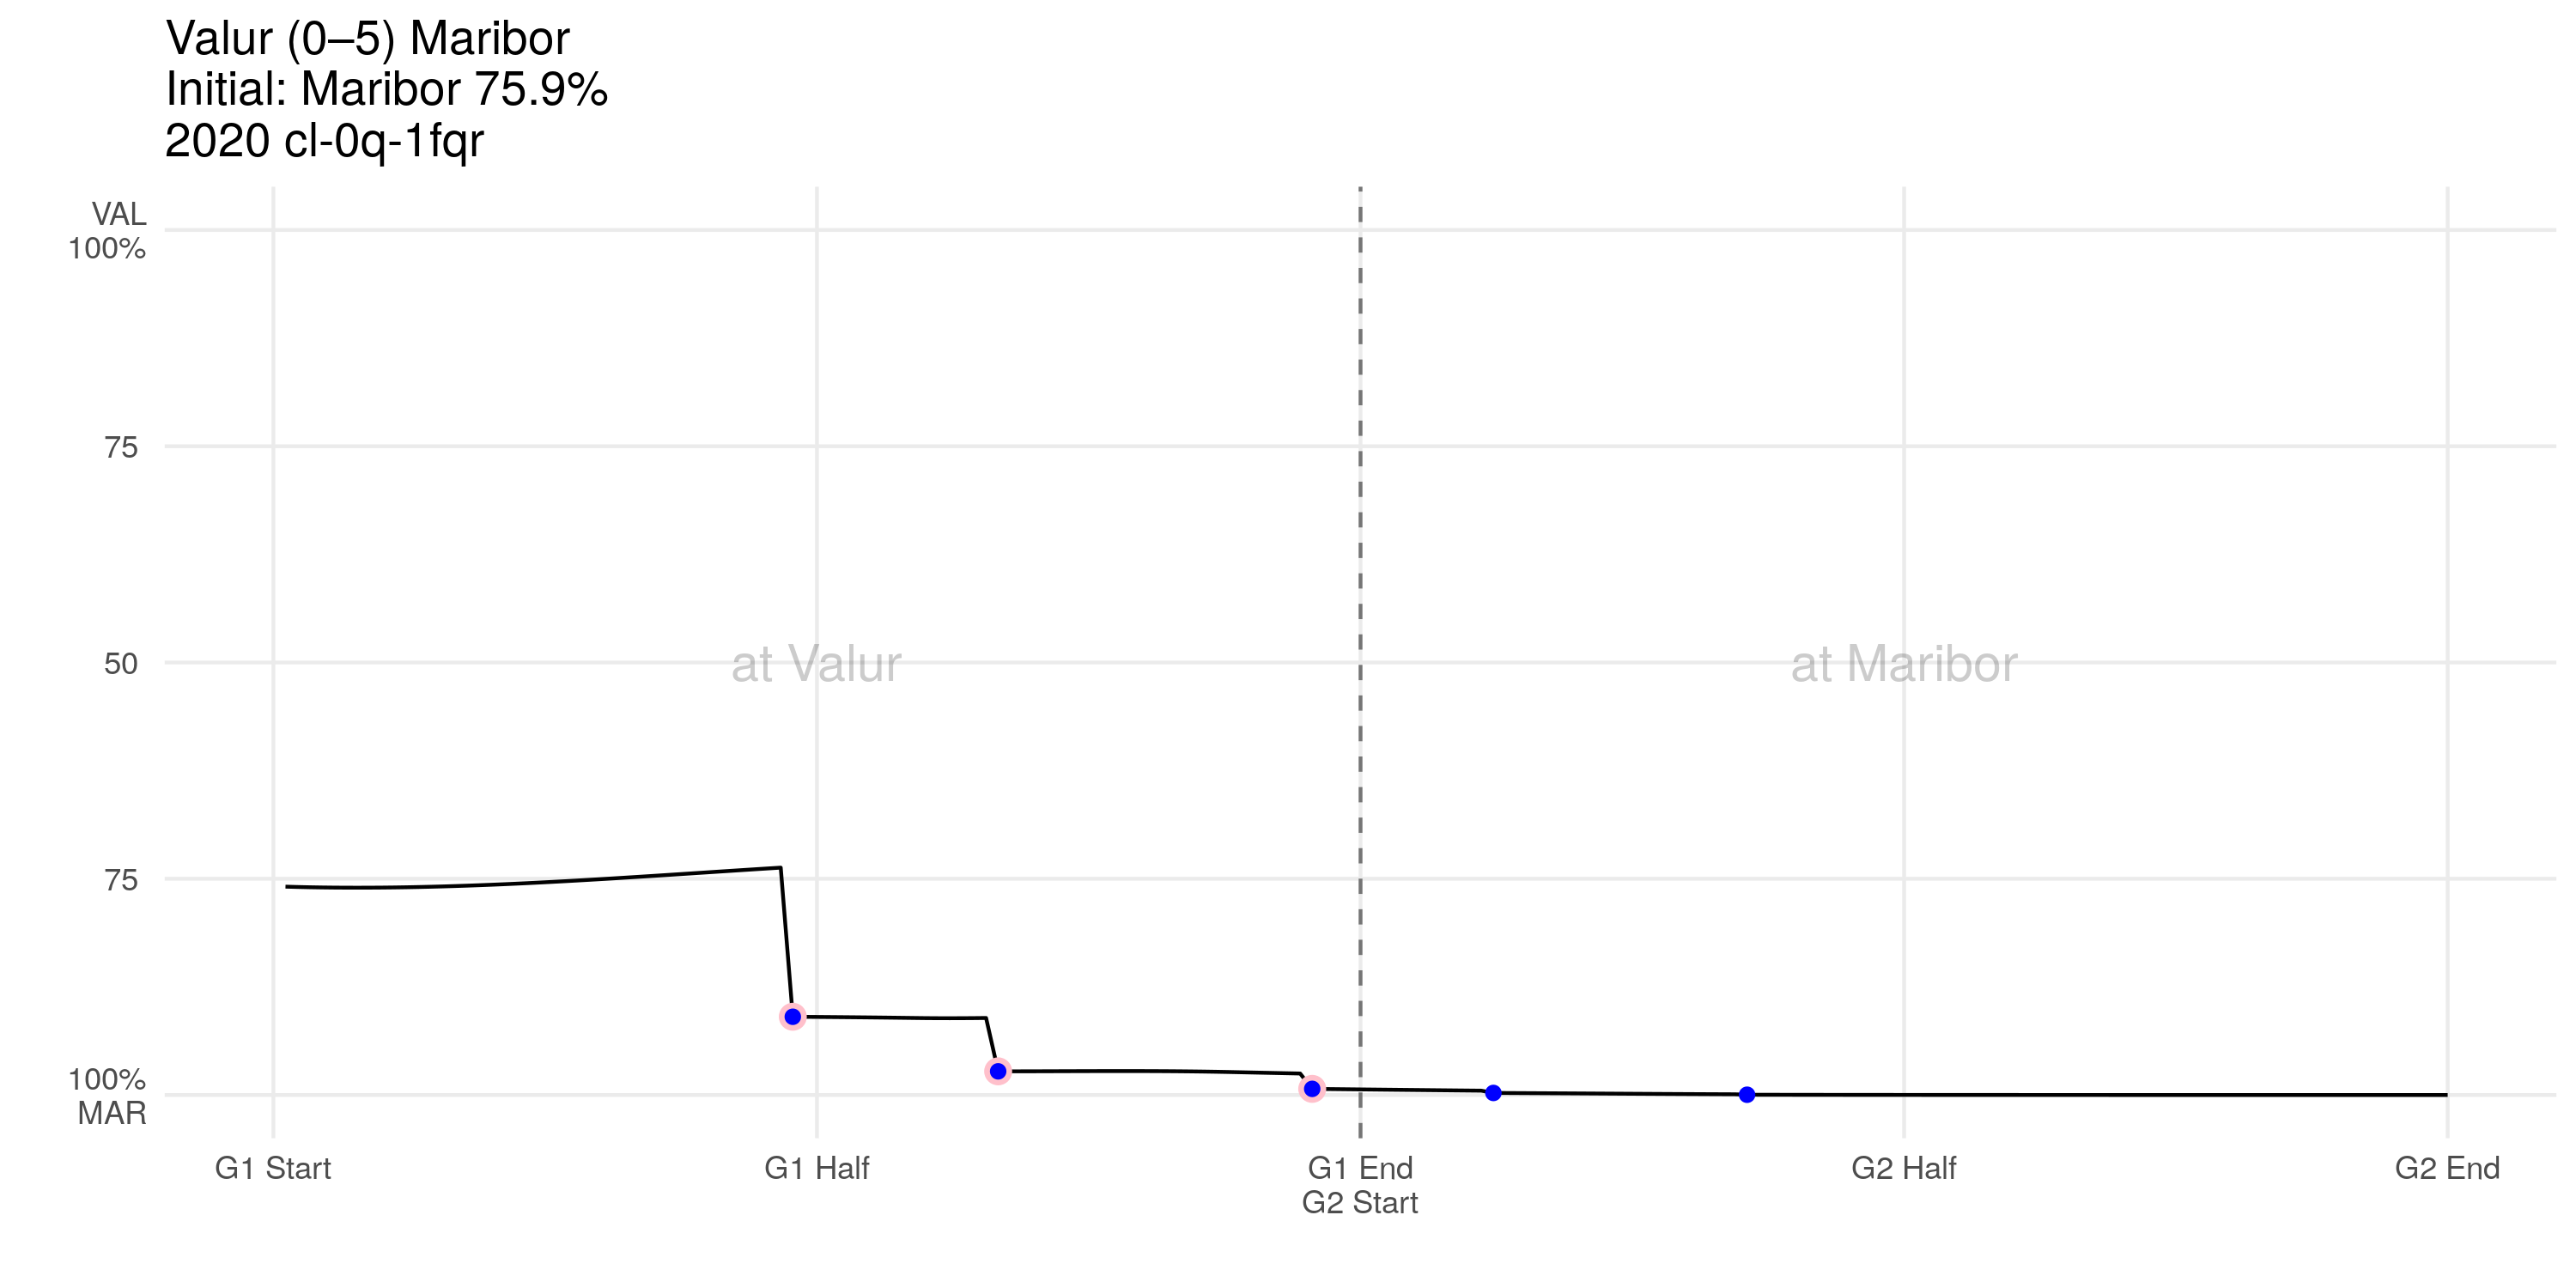 Valur (0–5) Maribor
Initial: Maribor 75.9%
2020 cl-0q-1fqr
VAL
100%
75
50
75
100%
MAR
at Valur
at Maribor
G1 Start
G1 Half
G1 End
G2 Start
G2 Half
G2 End